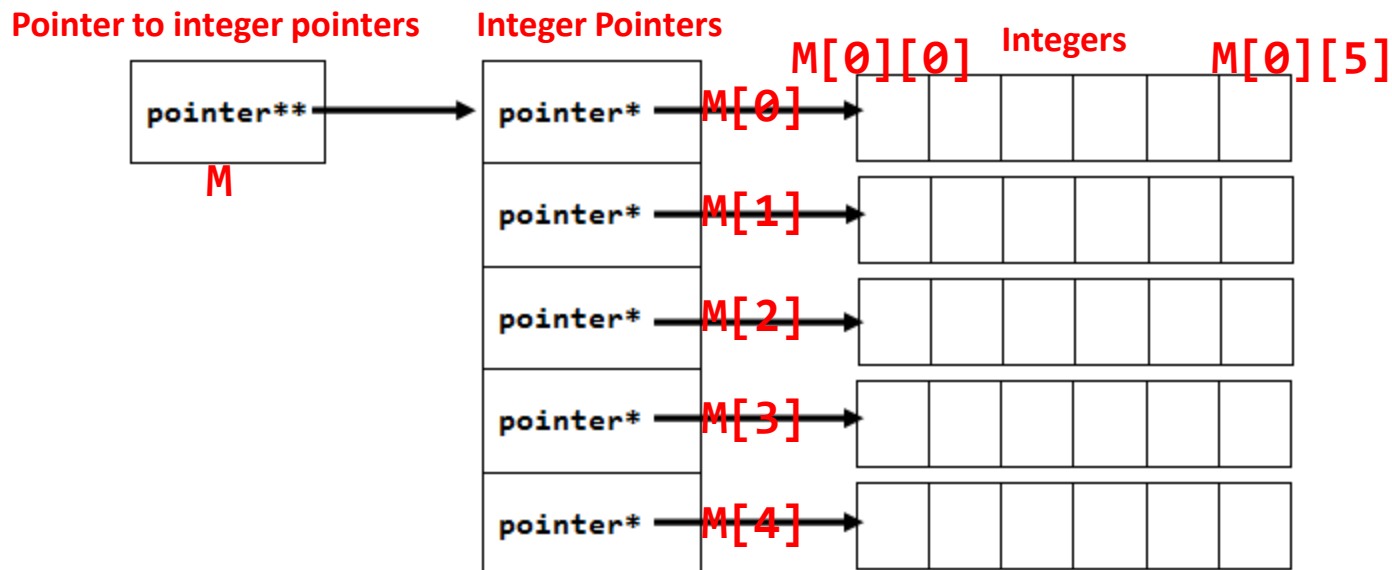 Pointer to integer pointers
Integer Pointers
Integers
M[0][0]
M[0][5]
pointer**
M
pointer*
M[0]
pointer*
M[1]
pointer*
M[2]
pointer*
M[3]
pointer*
M[4]